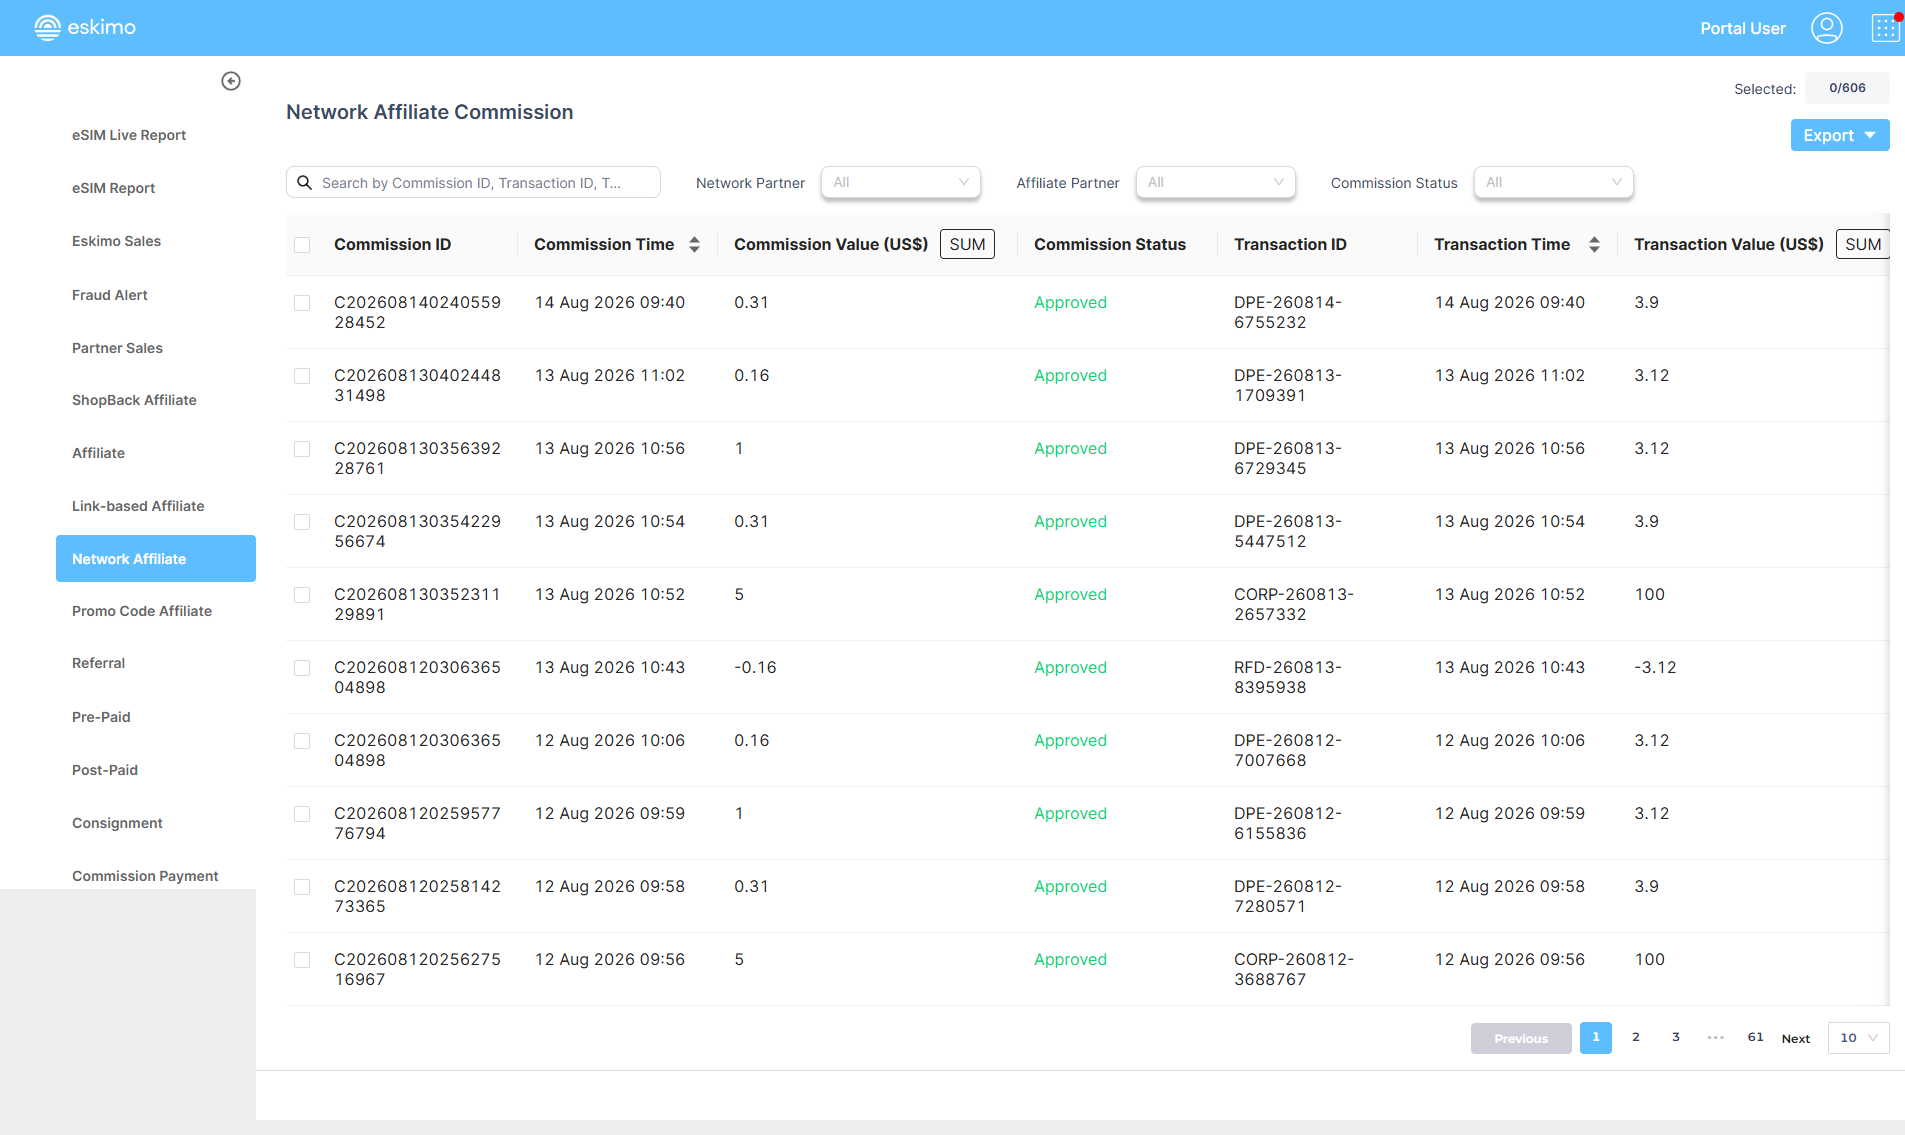 eskimo
Portal User
Selected: 0/606
Network Affiliate Commission
Export
eSIM Live Report
eSIM Report
Eskimo Sales
Fraud Alert
Partner Sales
ShopBack Affiliate
Affiliate
Link-based Affiliate
Network Affiliate
Promo Code Affiliate
Referral
Pre-Paid
Post-Paid
Consignment
Commission Payment
Search by Commission ID, Transaction ID, T... Network Partner All Affiliate Partner All Commission Status All
Commission ID Commission Time Commission Value (US$) SUM Commission Status Transaction ID Transaction Time Transaction Value (US$) SUM
C202608140240559 14 Aug 2026 09:40 0.31 Approved DPE-260814- 14 Aug 2026 09:40 3.9
28452 6755232
C202608130402448 13 Aug 2026 11:02 0.16 Approved DPE-260813- 13 Aug 2026 11:02 3.12
31498 1709391
C202608130356392 13 Aug 2026 10:56 1 Approved DPE-260813- 13 Aug 2026 10:56 3.12
28761 6729345
C202608130354229 13 Aug 2026 10:54 0.31 Approved DPE-260813- 13 Aug 2026 10:54 3.9
56674 5447512
C202608130352311 13 Aug 2026 10:52 5 Approved CORP-260813- 13 Aug 2026 10:52 100
29891 2657332
C202608120306365 13 Aug 2026 10:43 -0.16 Approved RFD-260813- 13 Aug 2026 10:43 -3.12
04898 8395938
C202608120306365 12 Aug 2026 10:06 0.16 Approved DPE-260812- 12 Aug 2026 10:06 3.12
04898 7007668
C202608120259577 12 Aug 2026 09:59 1 Approved DPE-260812- 12 Aug 2026 09:59 3.12
76794 6155836
C202608120258142 12 Aug 2026 09:58 0.31 Approved DPE-260812- 12 Aug 2026 09:58 3.9
73365 7280571
C202608120256275 12 Aug 2026 09:56 5 Approved CORP-260812- 12 Aug 2026 09:56 100
16967 3688767
Previous 1 2 3 ••• 61 Next 10